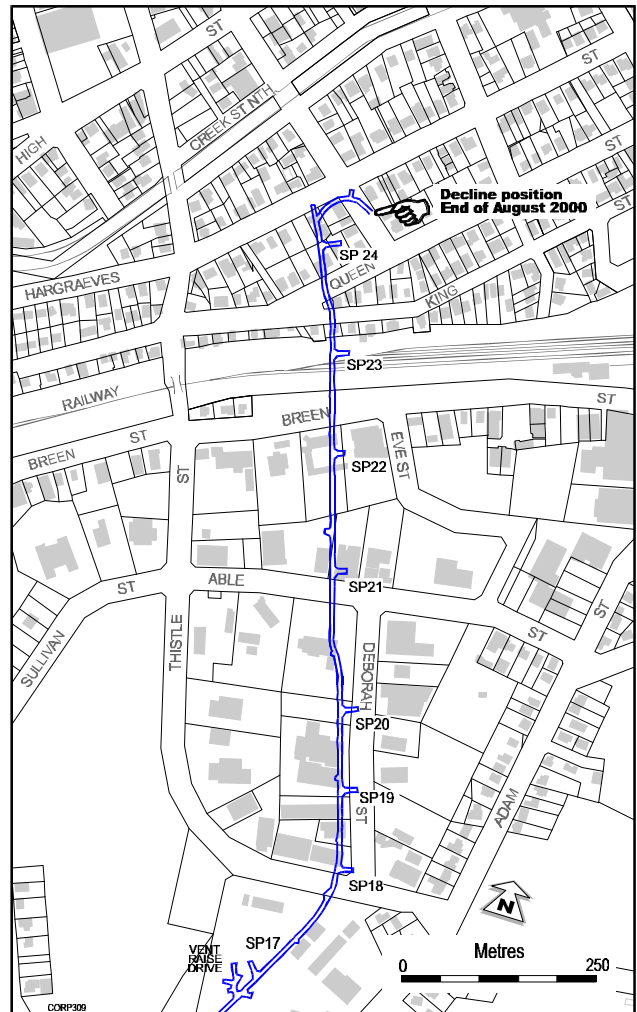 ST
HIGH
CREEK ST NTH
ST
ST
Decline position
End of August 2000
ST
SP 24
QUEEN
HARGRAEVES
KING
SP23
RAILWAY
ST
BREEN
ST
BREEN
EVE ST
SP22
ST
ABLE
ST
SP21
ST
ST
SULLIVAN
THISTLE
DEBORAH
SP20
SP19
ST
ADAM
SP18
N
SP17
VENT
RAISE
DRIVE
Metres
0 250
CORP309